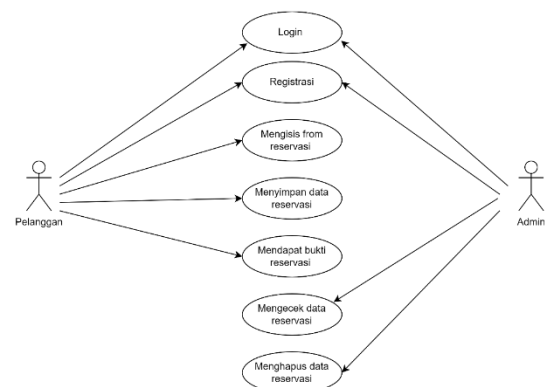 Login
Registrasi
Mengisis from
reservasi
Menyimpan data
reservasi
Pelanggan
Admin
Mendapat bukti
reservasi
Mengecek data
reservasi
Menghapus data
reservasi